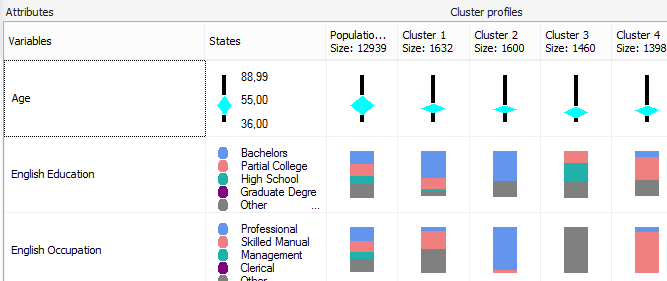 Attributes Cluster profiles
Variables States Populatio... Cluster 1 Cluster 2 Cluster 3 Cluster 4
Size: 12939 Size: 1632 Size: 1600 Size: 1460 Size: 1398
Age
88,99
55,00
36,00
English Education
Bachelors
Partial College
High School
Graduate Degre
Other ...
English Occupation
Professional
Skilled Manual
Management
Clerical
Other